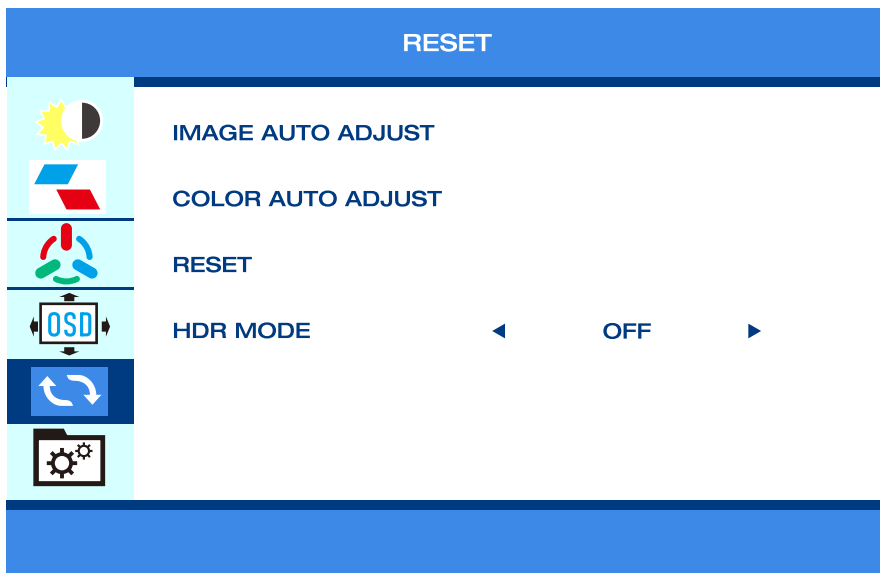 RESET
IMAGE AUTO ADJUST
COLOR AUTO ADJUST
RESET
HDR MODE ◀ OFF ▶
OSD